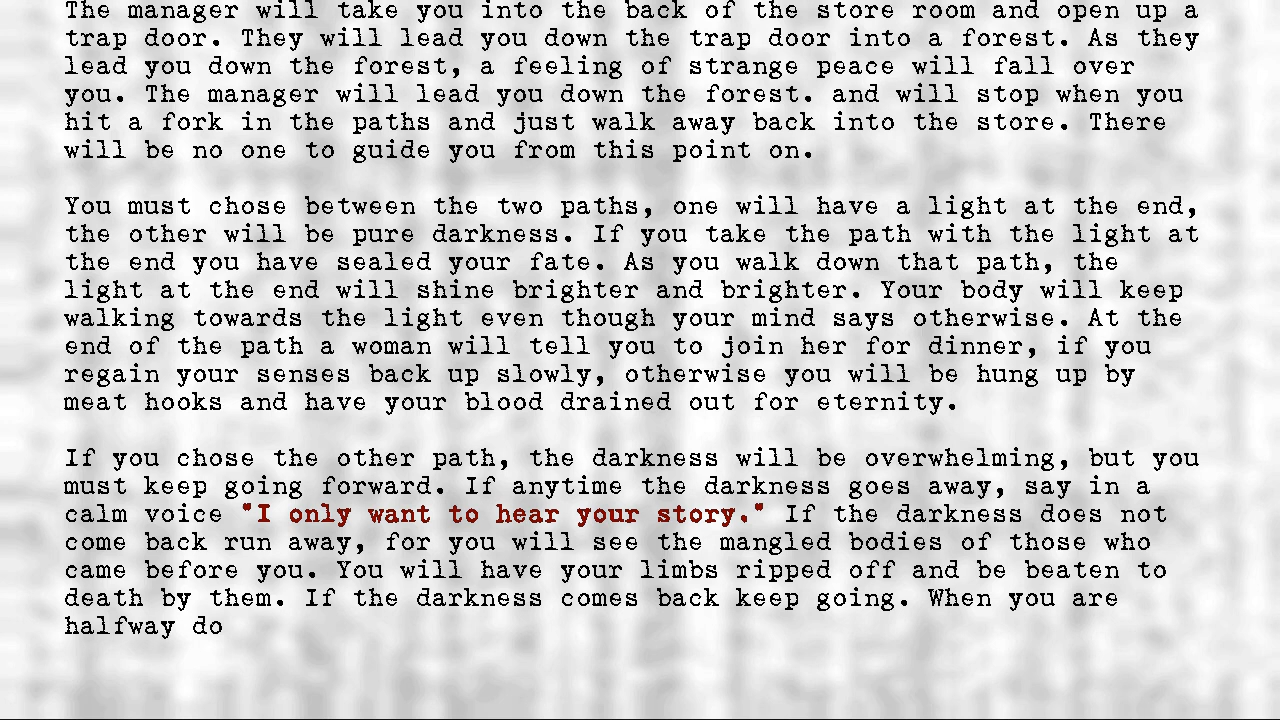 The manager will take you into the back of the store room and open up a
trap door. They will lead you down the trap door into a forest. As they
lead you down the forest, a feeling of strange peace will fall over
you. The manager will lead you down the forest. and will stop when you
hit a fork in the paths and just walk away back into the store. There
will be no one to guide you from this point on.
You must chose between the two paths, one will have a light at the end,
the other will be pure darkness. If you take the path with the light at
the end you have sealed your fate. As you walk down that path, the
light at the end will shine brighter and brighter. Your body will keep
walking towards the light even though your mind says otherwise. At the
end of the path a woman will tell you to join her for dinner, if you
regain your senses back up slowly, otherwise you will be hung up by
meat hooks and have your blood drained out for eternity.
If you chose the other path, the darkness will be overwhelming, but you
must keep going forward. If anytime the darkness goes away, say in a
calm voice "I only want to hear your story." If the darkness does not
come back run away, for you will see the mangled bodies of those who
came before you. You will have your limbs ripped off and be beaten to
death by them. If the darkness comes back keep going. When you are
halfway do